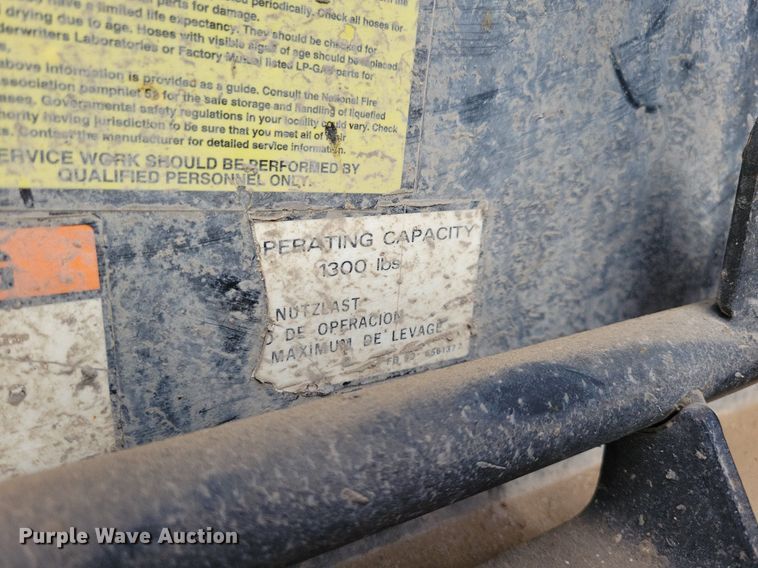 periodically. Check all hoses for
parts for damage.
have a limited life expectancy. They should be checked for
drying due to age. Hoses with visible signs of age should be replaced.
derwriters Laboratories or Factory Mutual listed LP-GAS parts for
above information is provided as a guide. Consult the National Fire
ssociation pamphlet 58 for the safe storage and handling of liquefied
ases. Governmental safety regulations in your locality could vary. Check
hority having jurisdiction to be sure that you meet all of their
s. Contact the manufacturer for detailed service information.
SERVICE WORK SHOULD BE PERFORMED BY
QUALIFIED PERSONNEL ONLY.
PERATING CAPACITY
1300 lbs
NUTZLAST
D DE OPERACION
MAXIMUM DE LEVAGE
Purple Wave Auction